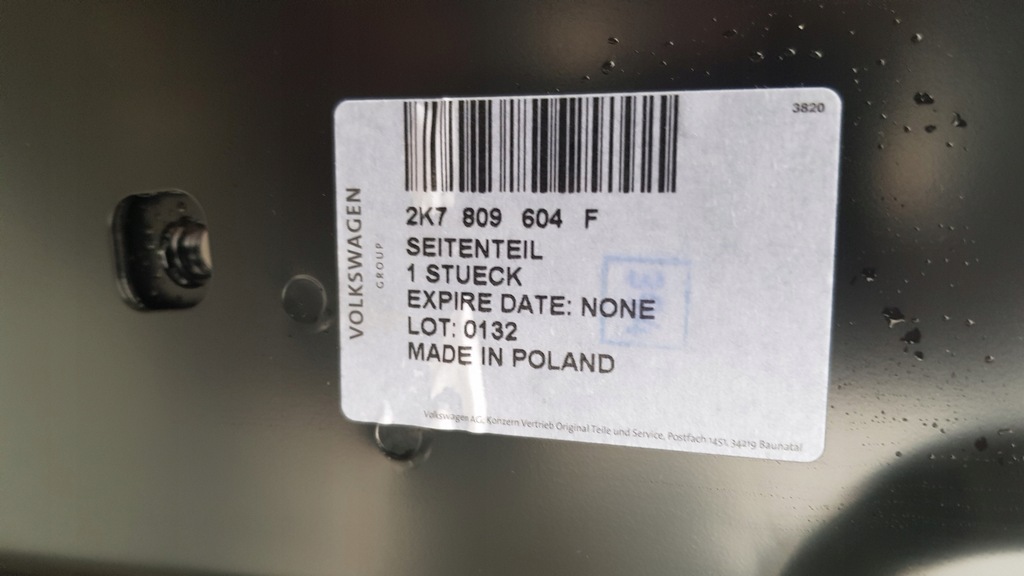 3820
2K7 809 604 F
SEITENTEIL
1 STUECK
EXPIRE DATE: NONE
LOT: 0132
MADE IN POLAND
VOLKSWAGEN
GROUP
Volkswagen AG, Konzern Vertrieb Original Teile und Service, Postfach 1451, 34219 Baunatal